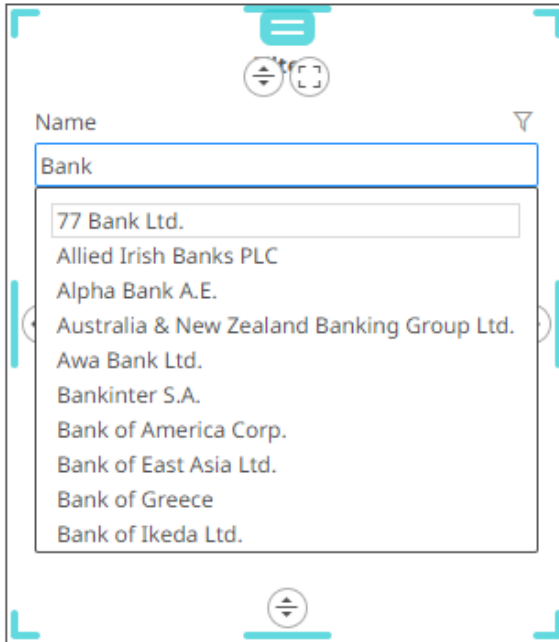 Name
Bank
77 Bank Ltd.
Allied Irish Banks PLC
Alpha Bank A.E.
Australia & New Zealand Banking Group Ltd.
Awa Bank Ltd.
Bankinter S.A.
Bank of America Corp.
Bank of East Asia Ltd.
Bank of Greece
Bank of Ikeda Ltd.